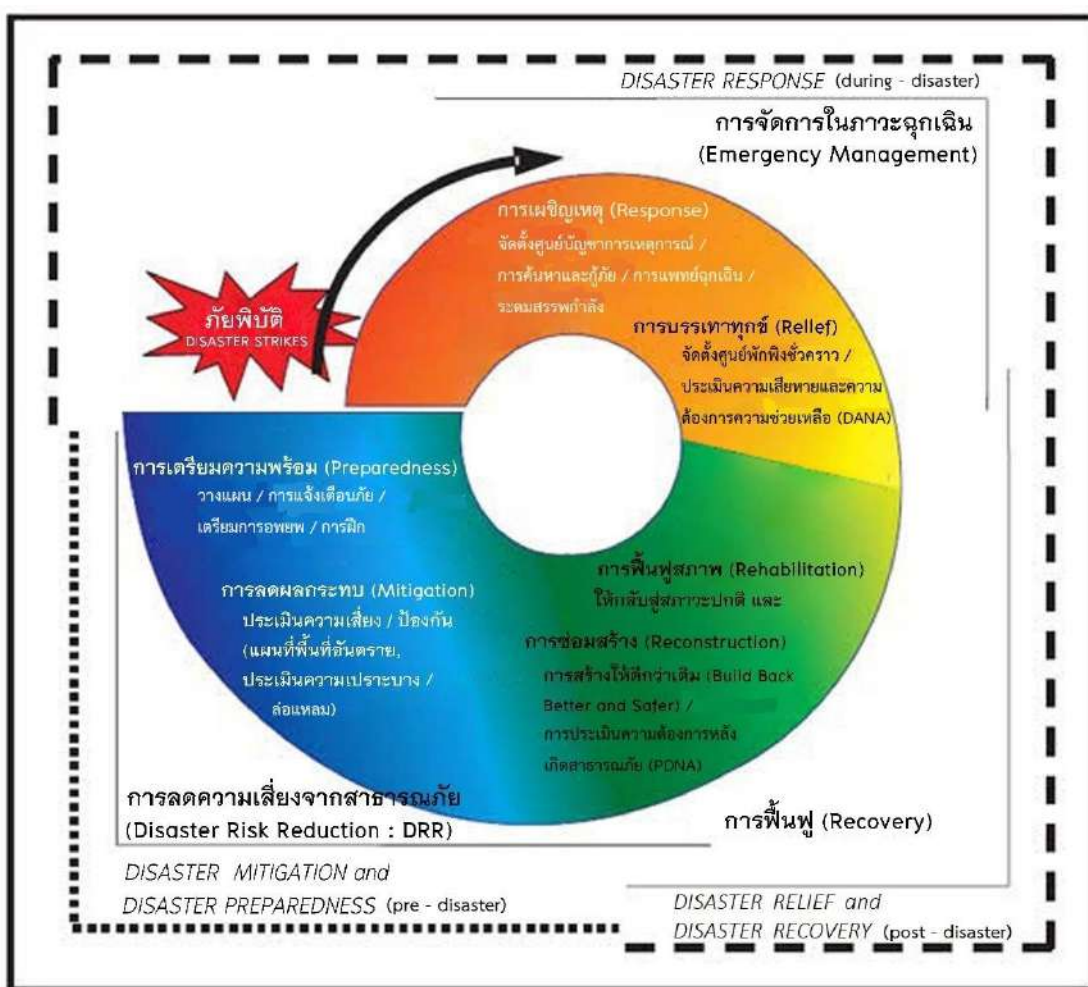 DISASTER RESPONSE (during - disaster)
การจัดการในภาวะฉุกเฉิน
(Emergency Management)
การเผชิญเหตุ (Response)
จัดตั้งศูนย์บัญชาการเหตุการณ์ /
การค้นหาและกู้ภัย / การแพทย์ฉุกเฉิน /
ระดมสรรพกำลัง
ภัยพิบัติ
DISASTER STRIKES
การบรรเทาทุกข์ (Relief)
จัดตั้งศูนย์พักพิงชั่วคราว /
ประเมินความเสียหายและความ
ต้องการความช่วยเหลือ (DANA)
การเตรียมความพร้อม (Preparedness)
วางแผน / การแจ้งเตือนภัย /
เตรียมการอพยพ / การฝึก
การลดผลกระทบ (Mitigation)
ประเมินความเสี่ยง / ป้องกัน
(แผนที่พื้นที่อันตราย,
ประเมินความเปราะบาง /
ล่อแหลม)
การฟื้นฟูสภาพ (Rehabilitation)
ให้กลับสู่สภาวะปกติ และ
การซ่อมสร้าง (Reconstruction)
การสร้างให้ดีกว่าเดิม (Build Back
Better and Safer) /
การประเมินความต้องการหลัง
เกิดสาธารณภัย (PDNA)
การลดความเสี่ยงจากสาธารณภัย
(Disaster Risk Reduction : DRR)
การฟื้นฟู (Recovery)
DISASTER MITIGATION and
DISASTER PREPAREDNESS (pre - disaster)
DISASTER RELIEF and
DISASTER RECOVERY (post - disaster)